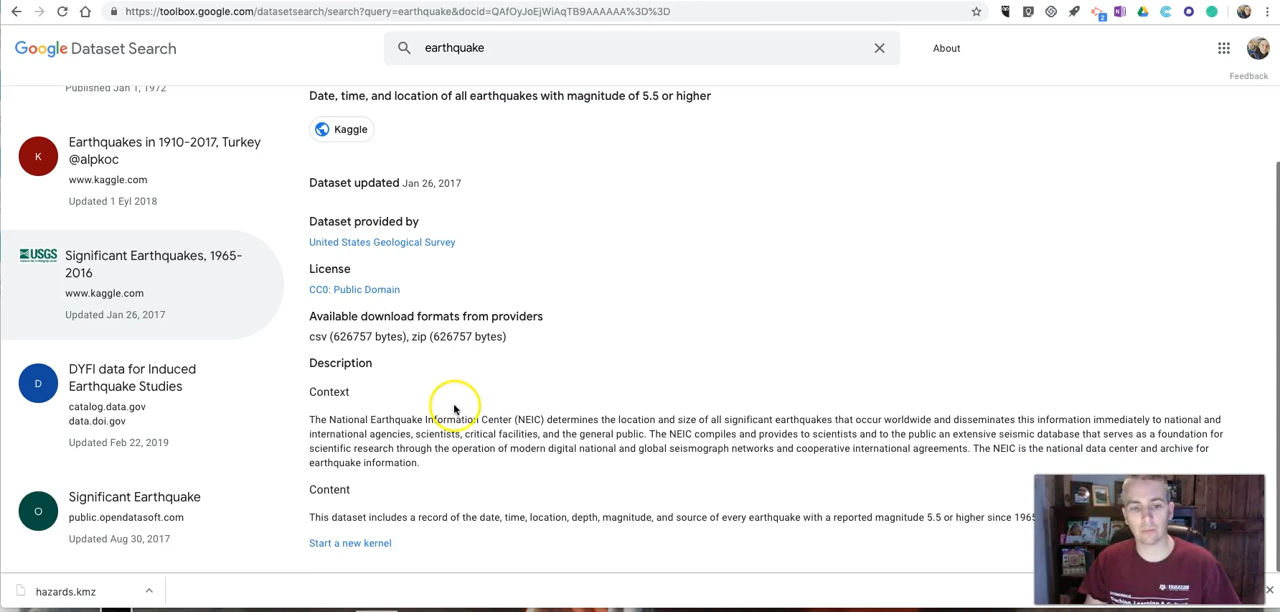 https://toolbox.google.com/datasetsearch/search?query=earthquake&docid=QAfOyJoEjWiAqTB9AAAAAA%3D%3D
2
Google Dataset Search
earthquake
About
Feedback
Published Jan 1, 1972
K
Earthquakes in 1910-2017, Turkey
@alpkoc
www.kaggle.com
Updated 1 Eyl 2018
USGS
Significant Earthquakes, 1965-
2016
www.kaggle.com
Updated Jan 26, 2017
D
DYFI data for Induced
Earthquake Studies
catalog.data.gov
data.doi.gov
Updated Feb 22, 2019
O
Significant Earthquake
public.opendatasoft.com
Updated Aug 30, 2017
Date, time, and location of all earthquakes with magnitude of 5.5 or higher
Kaggle
Dataset updated Jan 26, 2017
Dataset provided by
United States Geological Survey
License
CC0: Public Domain
Available download formats from providers
csv (626757 bytes), zip (626757 bytes)
Description
Context
The National Earthquake Information Center (NEIC) determines the location and size of all significant earthquakes that occur worldwide and disseminates this information immediately to national and
international agencies, scientists, critical facilities, and the general public. The NEIC compiles and provides to scientists and to the public an extensive seismic database that serves as a foundation for
scientific research through the operation of modern digital national and global seismograph networks and cooperative international agreements. The NEIC is the national data center and archive for
earthquake information.
Content
This dataset includes a record of the date, time, location, depth, magnitude, and source of every earthquake with a reported magnitude 5.5 or higher since 1965
Start a new kernel
hazards.kmz